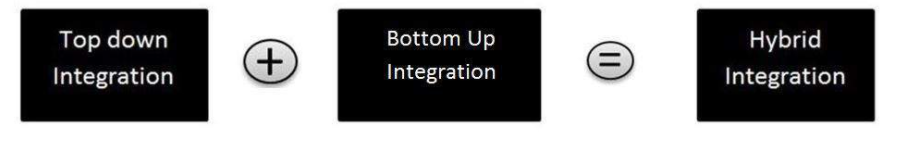 Top down
Integration
+
Bottom Up
Integration
=
Hybrid
Integration